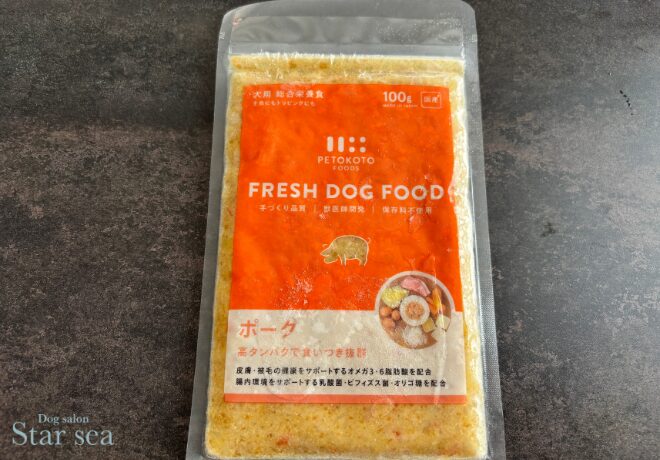 犬用 総合栄養食
主食にもトッピングにも
100g
MADE IN JAPAN
国産
PETOKOTO
FOODS
FRESH DOG FOOD
手づくり品質 | 獣医師開発 | 保存料不使用
ポーク
高タンパクで食いつき抜群
皮膚・被毛の健康をサポートするオメガ3・6脂肪酸を配合
腸内環境をサポートする乳酸菌・ビフィズス菌・オリゴ糖を配合
Dog salon
Star sea